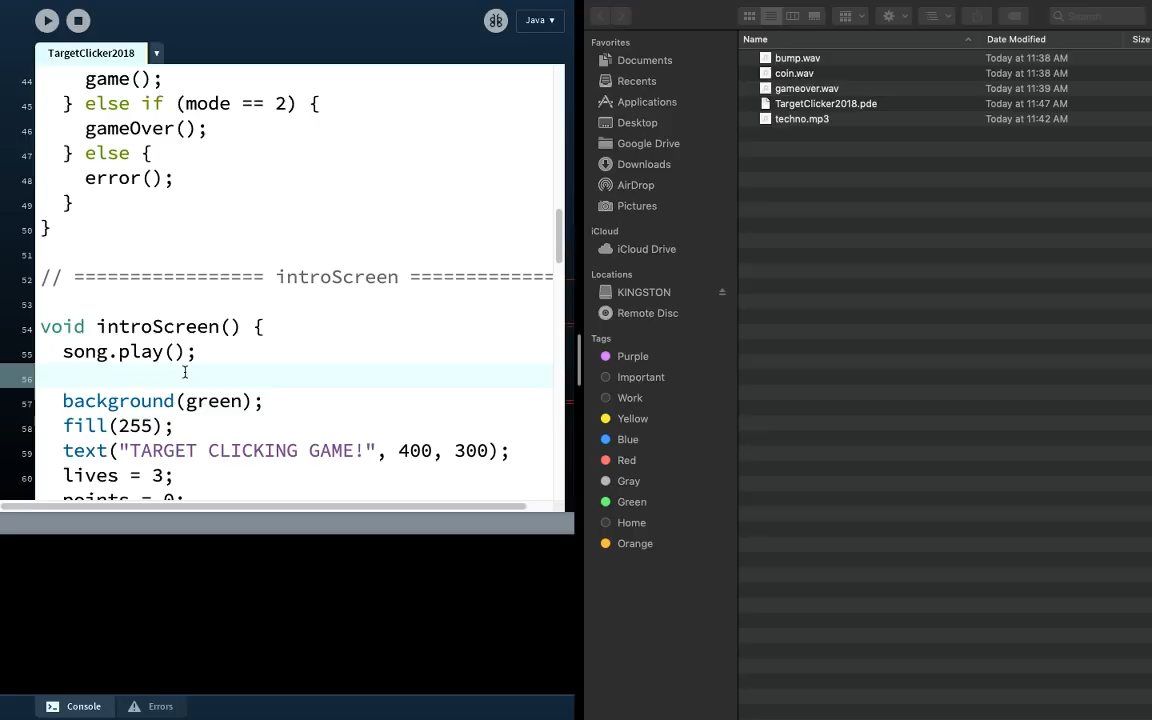 Java
TargetClicker2018
44 game();
45 } else if (mode == 2) {
46 gameOver();
47 } else {
48 error();
49 }
50 }
51
52 // ================= introScreen =============
53
54 void introScreen() {
55 song.play();
56
57 background(green);
58 fill(255);
59 text("TARGET CLICKING GAME!", 400, 300);
60 lives = 3;
points = 0;
Console
Errors
Search
Favorites
Documents
Recents
Applications
Desktop
Google Drive
Downloads
AirDrop
Pictures
iCloud
iCloud Drive
Locations
KINGSTON
Remote Disc
Tags
Purple
Important
Work
Yellow
Blue
Red
Gray
Green
Home
Orange
Name Date Modified Size
bump.wav Today at 11:38 AM
coin.wav Today at 11:38 AM
gameover.wav Today at 11:39 AM
TargetClicker2018.pde Today at 11:47 AM
techno.mp3 Today at 11:42 AM